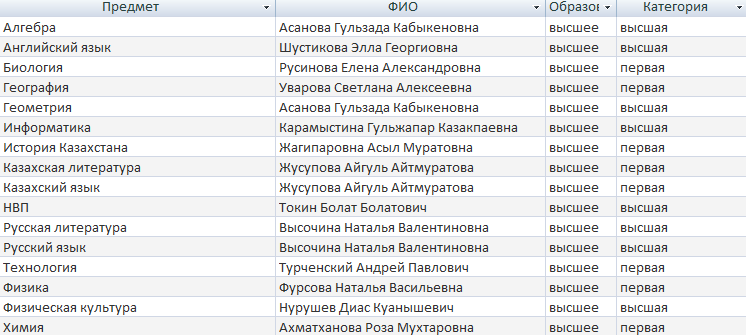 Предмет ФИО Образов Категория
Алгебра Асанова Гульзада Кабыкеновна высшее высшая
Английский язык Шустикова Элла Георгиовна высшее высшая
Биология Русинова Елена Александровна высшее первая
География Уварова Светлана Алексеевна высшее первая
Геометрия Асанова Гульзада Кабыкеновна высшее высшая
Информатика Карамыстина Гульжапар Казакпаевна высшее высшая
История Казахстана Жагипаровна Асыл Муратовна высшее первая
Казахская литература Жусупова Айгуль Айтмуратова высшее первая
Казахский язык Жусупова Айгуль Айтмуратова высшее первая
НВП Токин Болат Болатович высшее высшая
Русская литература Высочина Наталья Валентиновна высшее высшая
Русский язык Высочина Наталья Валентиновна высшее высшая
Технология Турченский Андрей Павлович высшее первая
Физика Фурсова Наталья Васильевна высшее первая
Физическая культура Нурушев Диас Куанышевич высшее высшая
Химия Ахматханова Роза Мухтаровна высшее первая